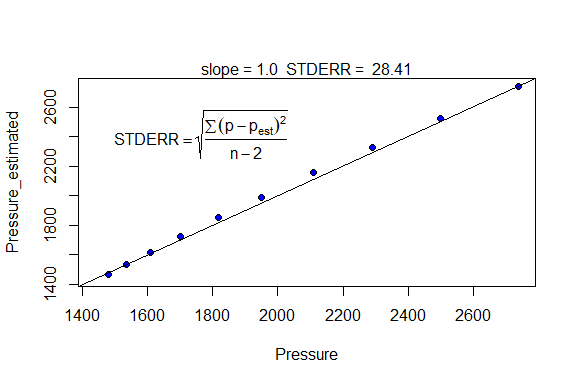 slope = 1.0 STDERR = 28.41
STDERR = √(∑(p − pest)² / n − 2)
Pressure_estimated
2600
2200
1800
1400
1400 1600 1800 2000 2200 2400 2600
Pressure